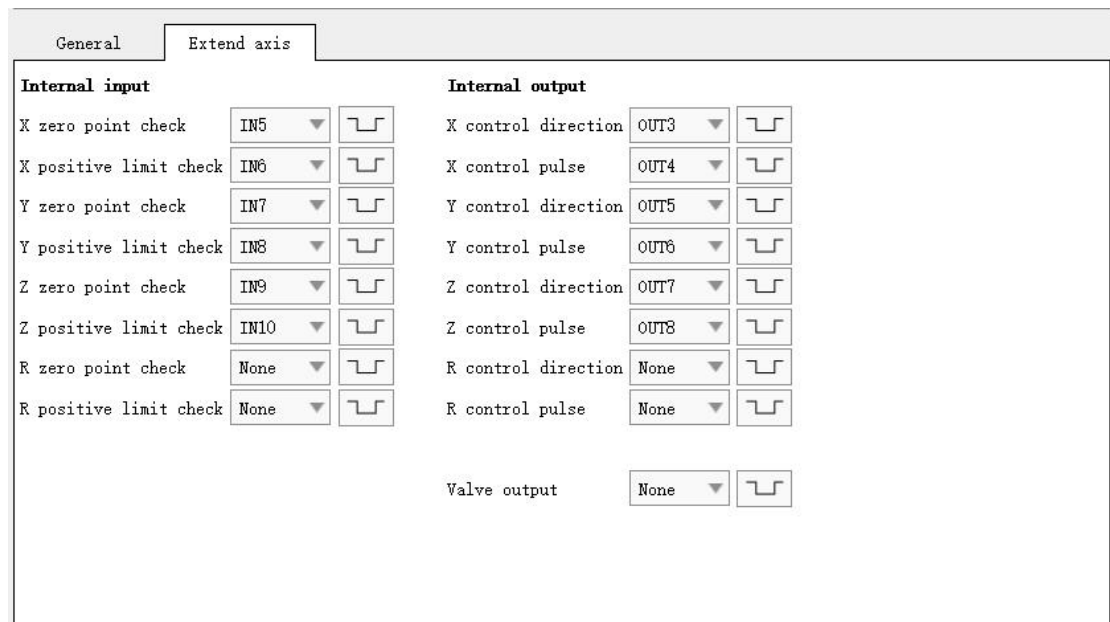 General Extend axis
Internal input Internal output
X zero point check IN5 X control direction OUT3
X positive limit check IN6 X control pulse OUT4
Y zero point check IN7 Y control direction OUT5
Y positive limit check IN8 Y control pulse OUT6
Z zero point check IN9 Z control direction OUT7
Z positive limit check IN10 Z control pulse OUT8
R zero point check None R control direction None
R positive limit check None R control pulse None
Valve output None